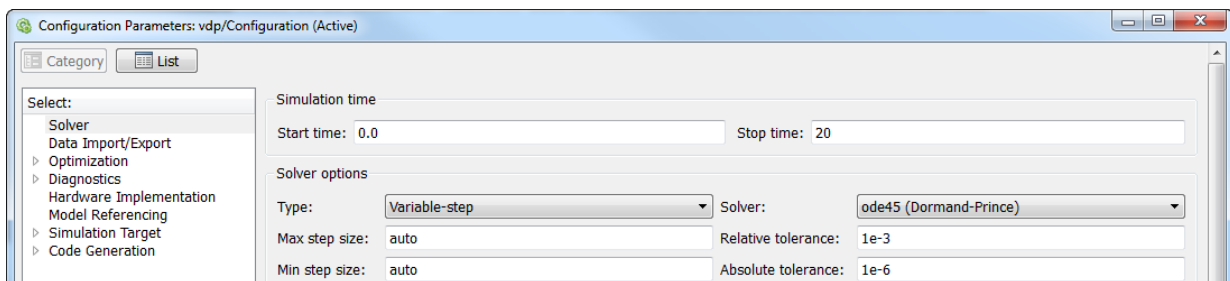 Configuration Parameters: vdp/Configuration (Active)
Category List
Select:
Solver
Data Import/Export
Optimization
Diagnostics
Hardware Implementation
Model Referencing
Simulation Target
Code Generation
Simulation time
Start time: 0.0 Stop time: 20
Solver options
Type: Variable-step Solver: ode45 (Dormand-Prince)
Max step size: auto Relative tolerance: 1e-3
Min step size: auto Absolute tolerance: 1e-6